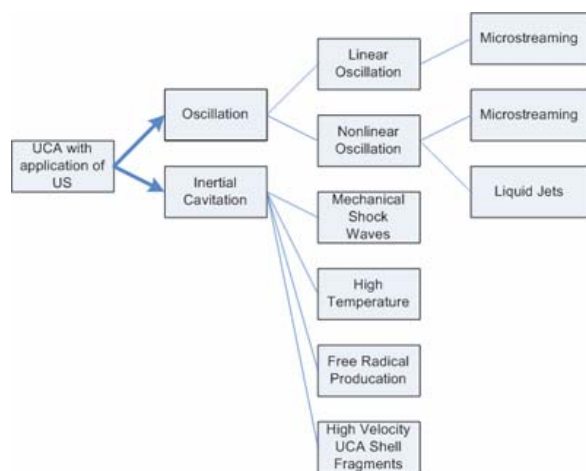 UCA with
application of
US
Oscillation
Inertial
Cavitation
Linear
Oscillation
Nonlinear
Oscillation
Mechanical
Shock
Waves
High
Temperature
Free Radical
Producation
High Velocity
UCA Shell
Fragments
Microstreaming
Microstreaming
Liquid Jets